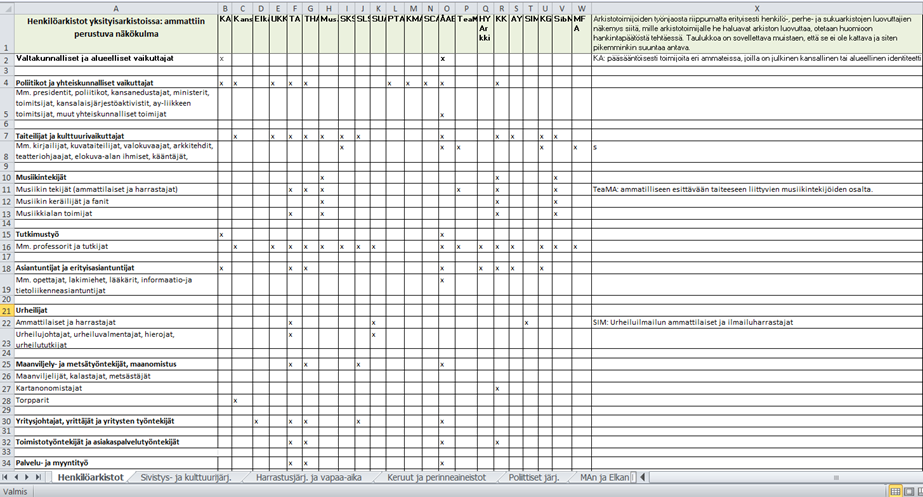 A B C D E F G H I J K L M N O P Q R S T U V W X
1 Henkilöarkistot yksityisarkistoissa: ammattiin perustuva näkökulma KA Kans Elka UKK TA THA Mus SKS SLS SUA PTA KMA SCA ÅAB TeaM HY Arkki KK AY SIM KG SibM MFA Arkistotoimijoiden työnjaosta riippumatta erityisesti henkilö-, perhe- ja sukuarkistojen luovuttajien
näkemys siitä, mille arkistotoimijalle he haluavat arkiston luovuttaa, otetaan huomioon
hankintapäätöstä tehtäessä. Taulukkoa on sovellettava muistaen, että se ei ole kattava ja siten
pikemminkin suuntaa antava.
2 Valtakunnalliset ja alueelliset vaikuttajat x x KA: pääsääntöisesti toimijoita eri ammateissa, joilla on julkinen kansallinen tai alueellinen identiteetti
3
4 Poliitikot ja yhteiskunnalliset vaikuttajat x x x x x x x x x x x
5 Mm. presidentit, poliitikot, kansanedustajat, ministerit,
toimitsijat, kansalaisjärjestöaktivistit, ay-liikkeen
toimitsijat, muut yhteiskunnalliset toimijat x
6
7 Taiteilijat ja kulttuurivaikuttajat x x x x x x x x x x x x x
8 Mm. kirjailijat, kuvataiteilijat, valokuvaajat, arkkitehdit,
teatteriohjaajat, elokuva-alan ihmiset, kääntäjät, x x x x x s
9
10 Musiikintekijät x x x
11 Musiikin tekijät (ammattilaiset ja harrastajat) x x x x x x TeaMA: ammatilliseen esittävään taiteeseen liittyvien musiikintekijöiden osalta.
12 Musiikin keräilijät ja fanit x x x
13 Musiikkialan toimijat x x x x
14
15 Tutkimustyö x x
16 Mm. professorit ja tutkijat x x x x x x x x x x x x x x x x
17
18 Asiantuntijat ja erityisasiantuntijat x x x x x x x x
19 Mm. opettajat, lakimiehet, lääkärit, informaatio-ja
tietoliikenneasiantuntijat x
20
21 Urheilijat
22 Ammattilaiset ja harrastajat x x x SIM: Urheiluilmailun ammattilaiset ja ilmailuharrastajat
23 Urheilujohtajat, urheiluvalmentajat, hierojat,
urheilututkijat x x
24
25 Maanviljely- ja metsätyöntekijät, maanomistus x x x x
26 Maanviljelijät, kalastajat, metsästäjät
27 Kartanonomistajat x
28 Torpparit x
29
30 Yritysjohtajat, yrittäjät ja yritysten työntekijät x x x x x
31
32 Toimistotyöntekijät ja asiakaspalvelutyöntekijät x x x x
33
34 Palvelu- ja myyntityö x x x
Henkilöarkistot Sivistys- ja kulttuurijärj. Harrastusjärj. ja vapaa-aika Keruut ja perinneaineistot Poliittiset järj. MAn ja Elkan
Valmis